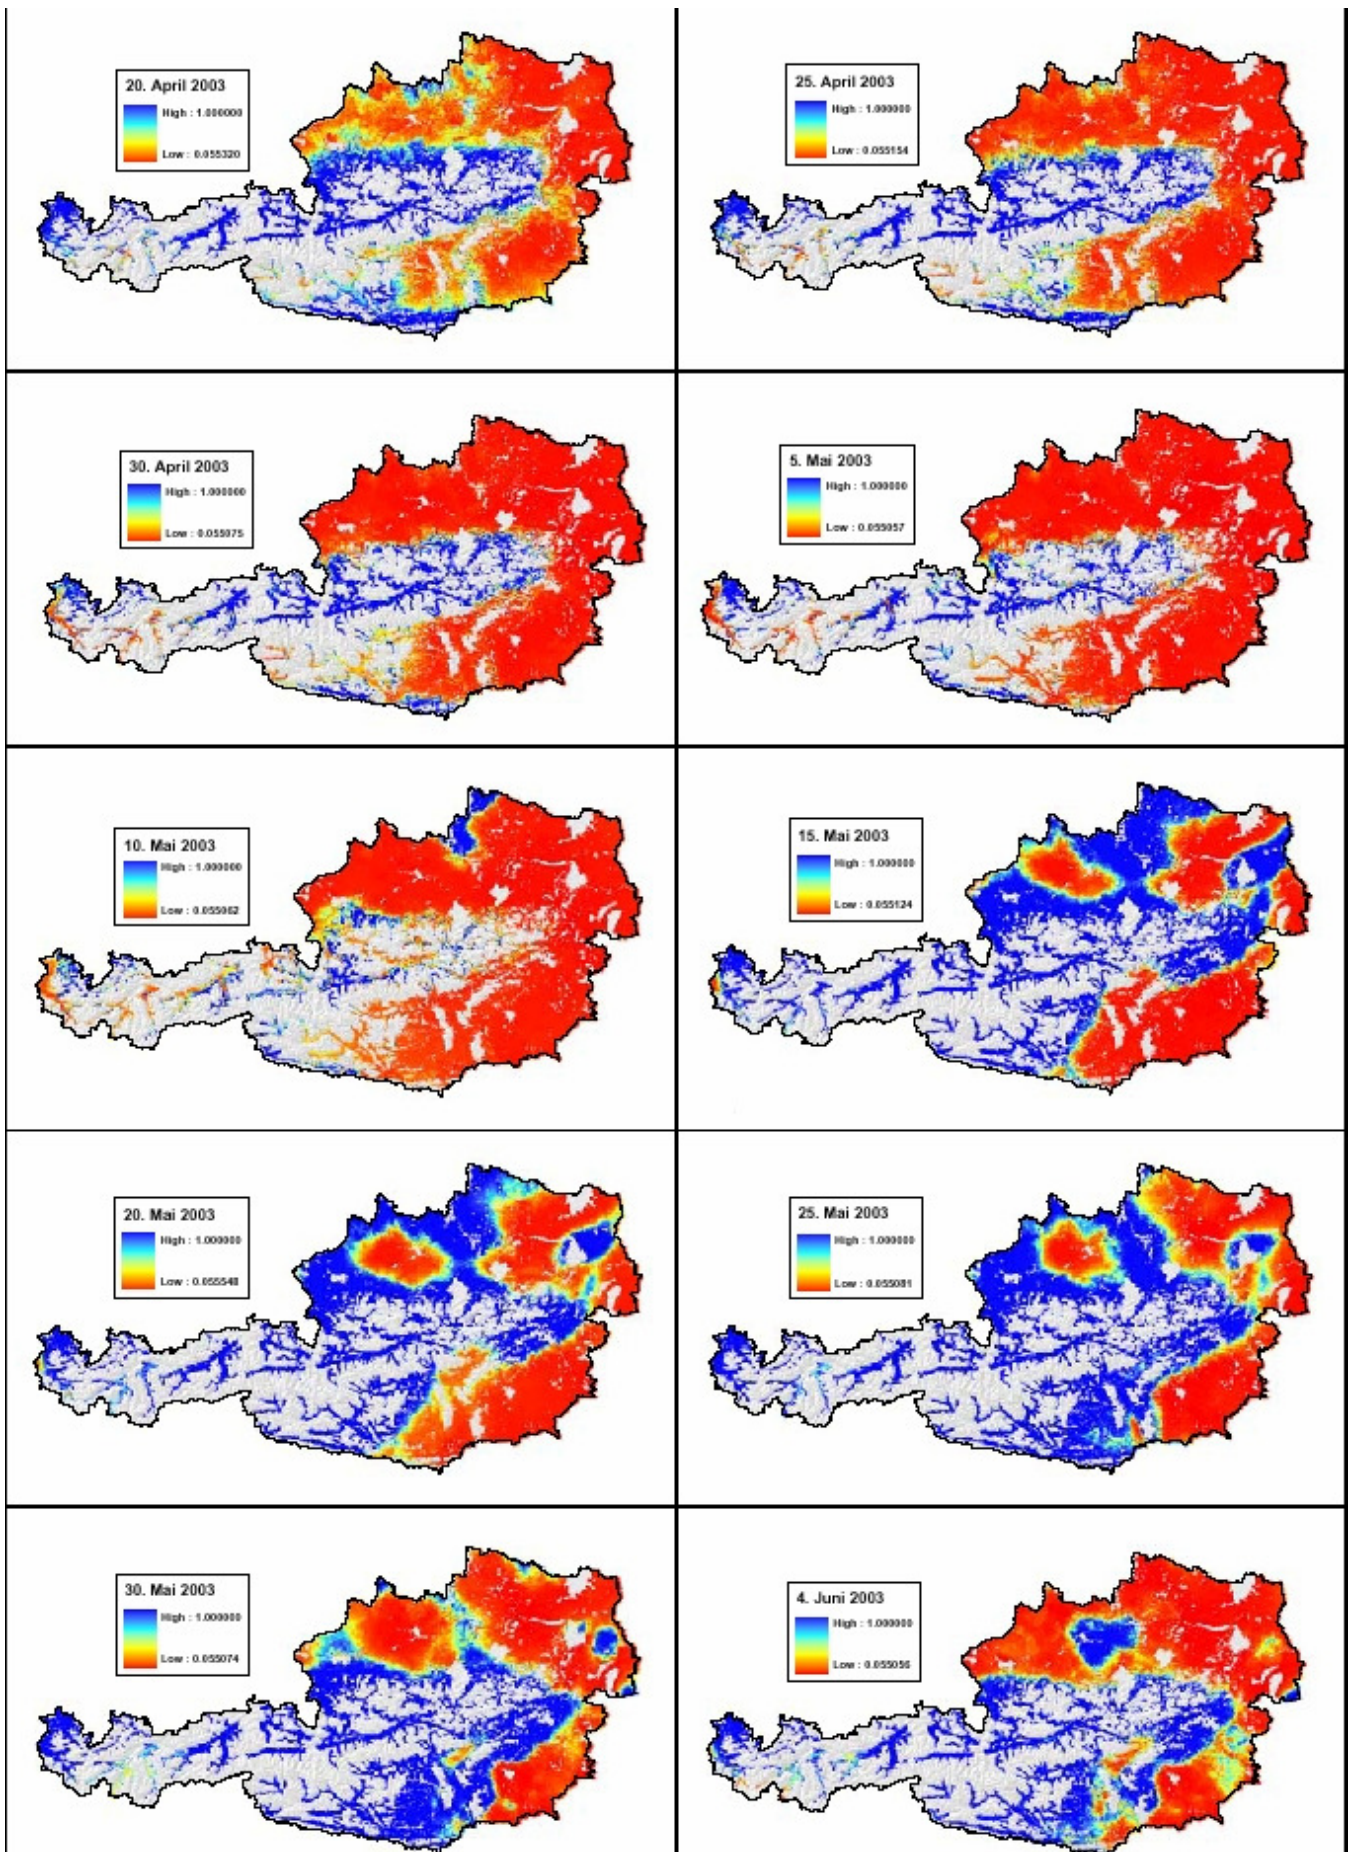 20. April 2003
High : 1.000000
Low : 0.055320
25. April 2003
High : 1.000000
Low : 0.055154
30. April 2003
High : 1.000000
Low : 0.055075
5. Mai 2003
High : 1.000000
Low : 0.055057
10. Mai 2003
High : 1.000000
Low : 0.055062
15. Mai 2003
High : 1.000000
Low : 0.055124
20. Mai 2003
High : 1.000000
Low : 0.055548
25. Mai 2003
High : 1.000000
Low : 0.055081
30. Mai 2003
High : 1.000000
Low : 0.055074
4. Juni 2003
High : 1.000000
Low : 0.055056